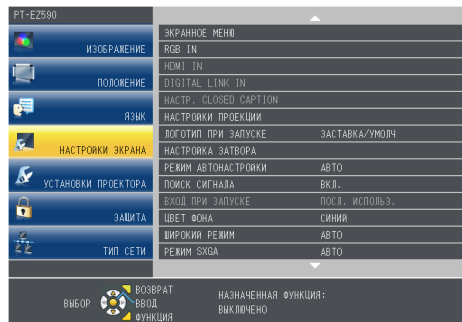 PT-EZ590
ИЗОБРАЖЕНИЕ
ПОЛОЖЕНИЕ
ЯЗЫК
НАСТРОЙКИ ЭКРАНА
УСТАНОВКИ ПРОЕКТОРА
ЗАЩИТА
ТИП СЕТИ
ЭКРАННОЕ МЕНЮ
RGB IN
HDMI IN
DIGITAL LINK IN
НАСТР. CLOSED CAPTION
НАСТРОЙКИ ПРОЕКЦИИ
ЛОГОТИП ПРИ ЗАПУСКЕ ЗАСТАВКА/УМОЛЧ
НАСТРОЙКА ЗАТВОРА
РЕЖИМ АВТОНАСТРОЙКИ АВТО
ПОИСК СИГНАЛА ВКЛ.
ВХОД ПРИ ЗАПУСКЕ ПОСЛ. ИСПОЛЬЗ.
ЦВЕТ ФОНА СИНИЙ
ШИРОКИЙ РЕЖИМ АВТО
РЕЖИМ SXGA АВТО
ВЫБОР
ВОЗВРАТ
ВВОД
ФУНКЦИЯ
НАЗНАЧЕННАЯ ФУНКЦИЯ:
ВЫКЛЮЧЕНО